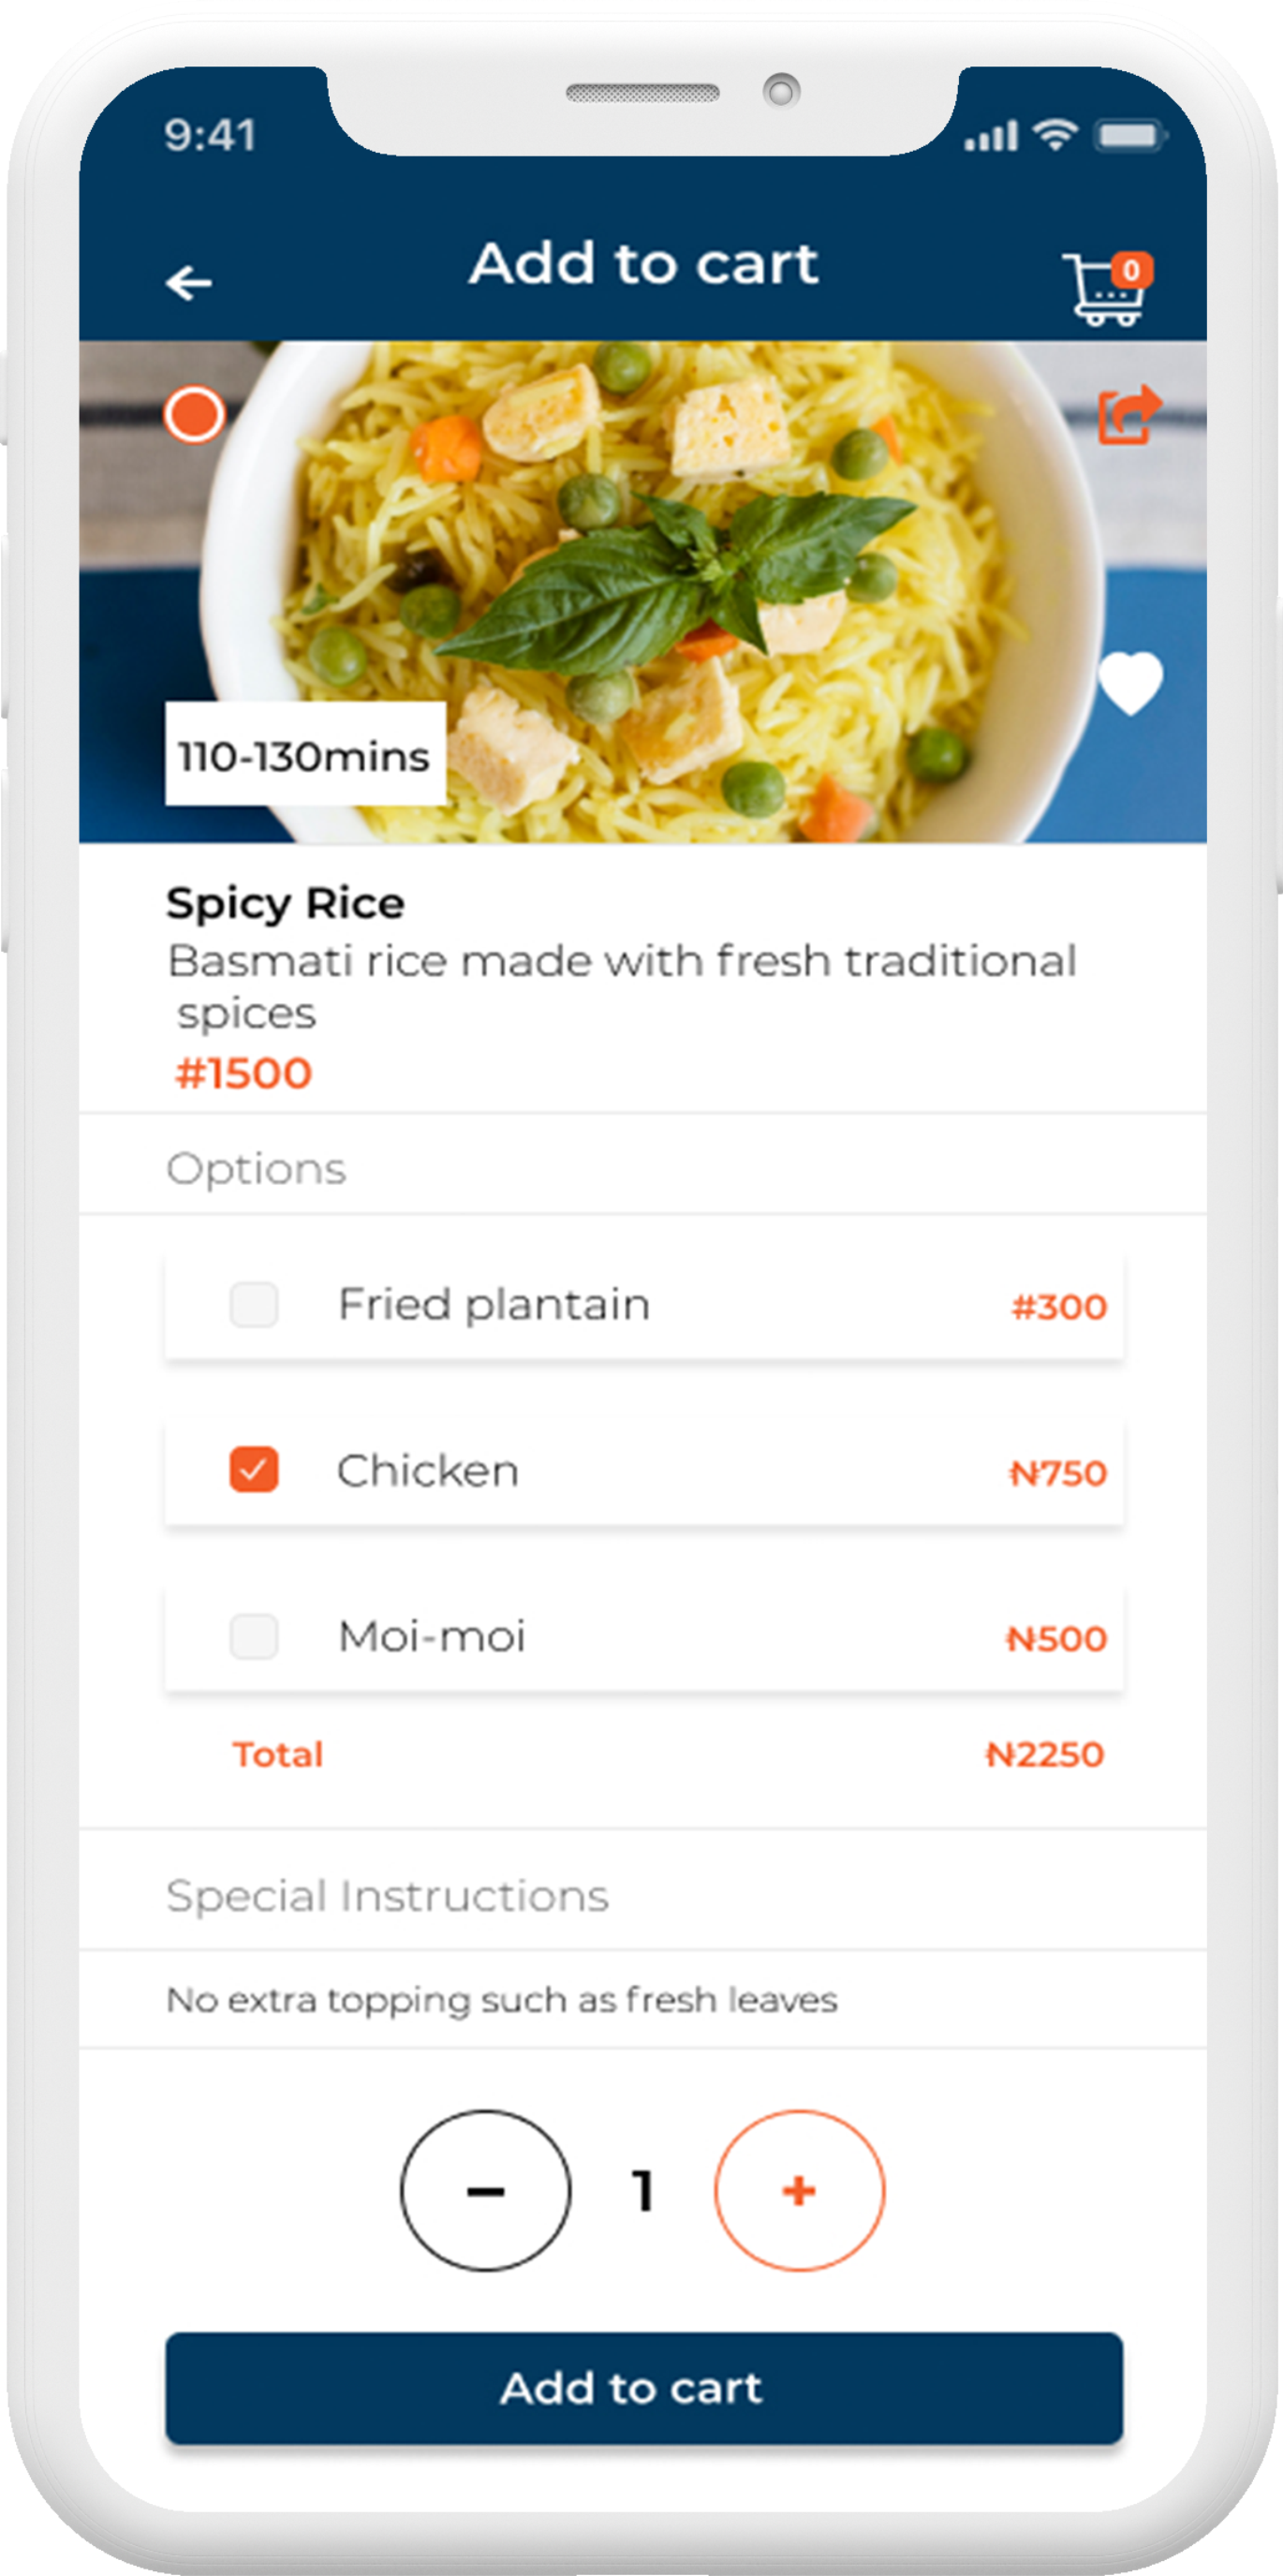 9:41
Add to cart
0
110-130mins
Spicy Rice
Basmati rice made with fresh traditional
spices
#1500
Options
Fried plantain #300
Chicken ₦750
Moi-moi ₦500
Total ₦2250
Special Instructions
No extra topping such as fresh leaves
1
Add to cart